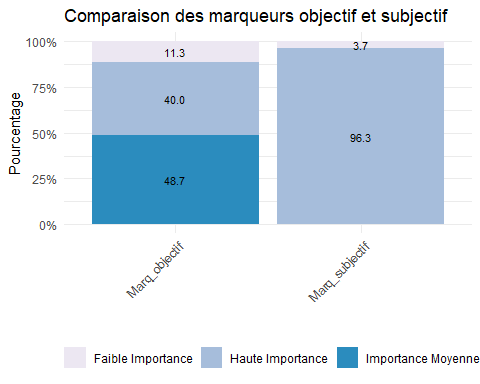 Comparaison des marqueurs objectif et subjectif
Pourcentage
100%
75%
50%
25%
0%
11.3
40.0
48.7
3.7
96.3
Marq_objectif
Marq_subjectif
Faible Importance
Haute Importance
Importance Moyenne